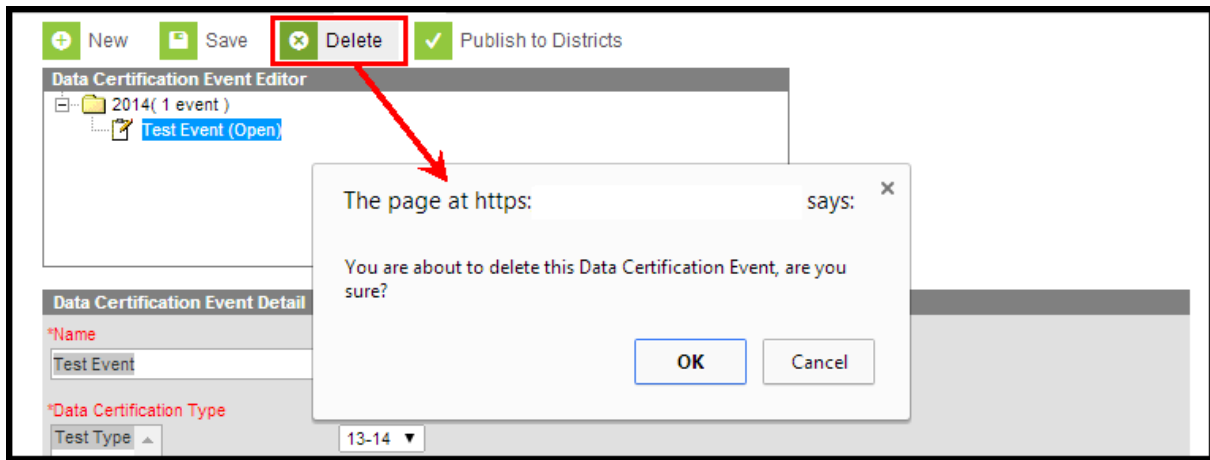 New Save Delete Publish to Districts
Data Certification Event Editor
2014( 1 event )
Test Event (Open)
The page at https: says:
You are about to delete this Data Certification Event, are you
sure?
OK Cancel
Data Certification Event Detail
*Name
Test Event
*Data Certification Type
Test Type 13-14